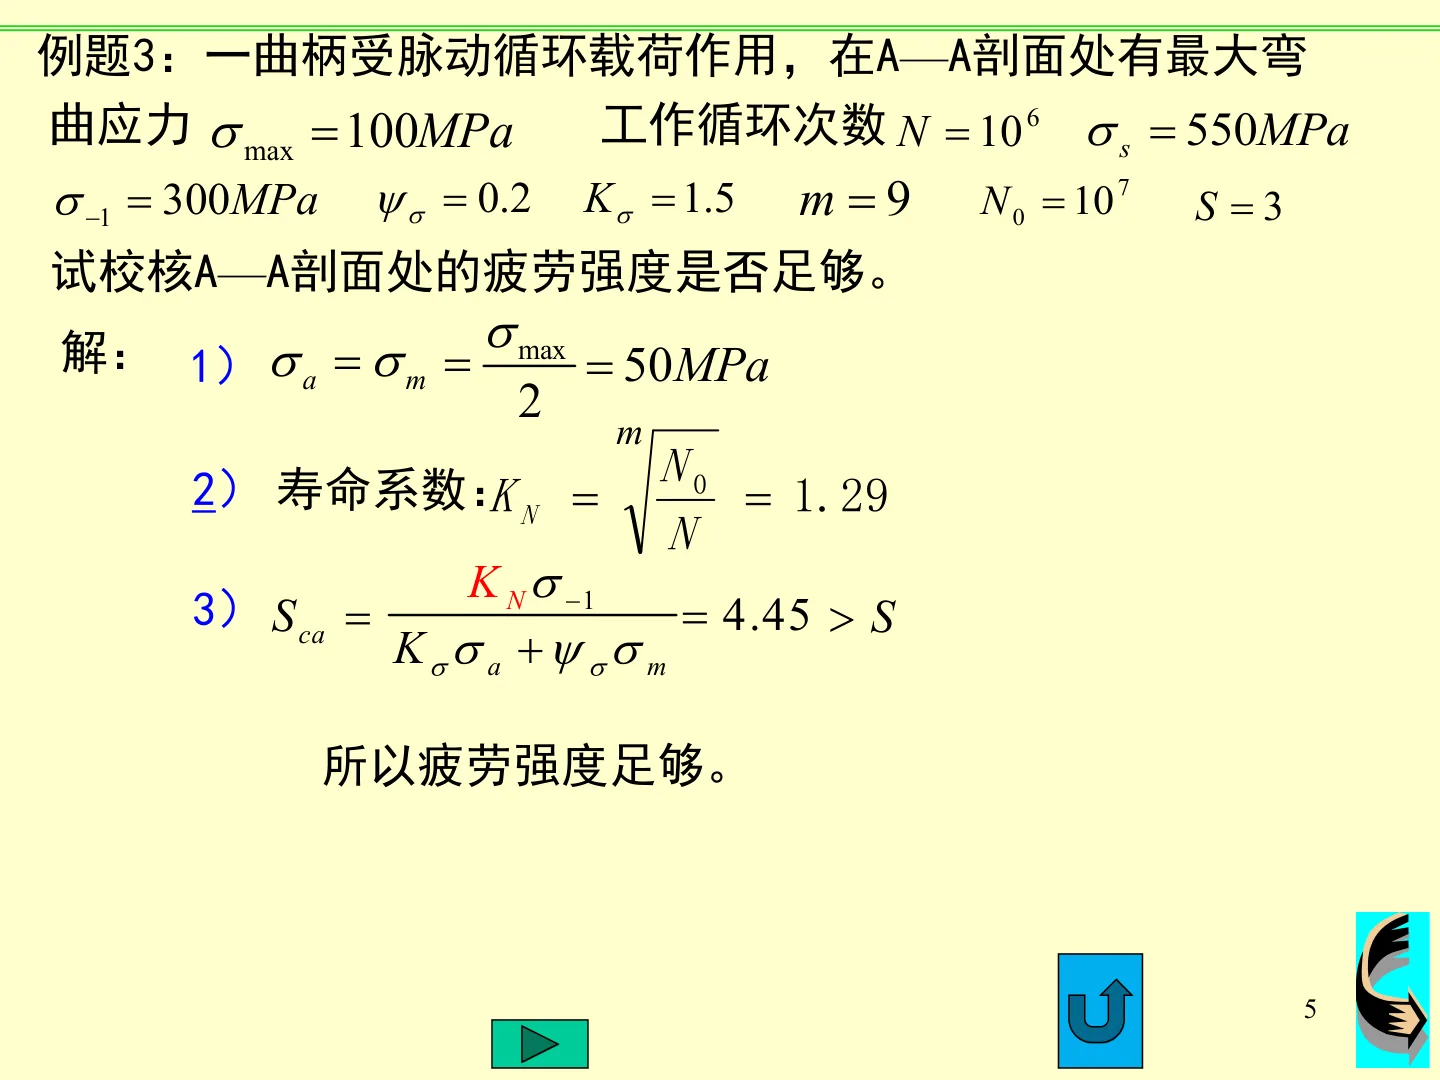 例题3：一曲柄受脉动循环载荷作用，在A—A剖面处有最大弯
曲应力 σmax =100MPa 工作循环次数 N =10^6 σs =550MPa
σ−1 = 300MPa ψσ = 0.2 Kσ =1.5 m = 9 N0 =10^7 S = 3
试校核A—A剖面处的疲劳强度是否足够。
解： 1） σa = σm = σmax/2 = 50MPa
2） 寿命系数:KN = \sqrt[m]{N0/N} = 1.29
3） Sca = KNσ−1/(Kσσa + ψσσm) = 4.45 > S
所以疲劳强度足够。
5